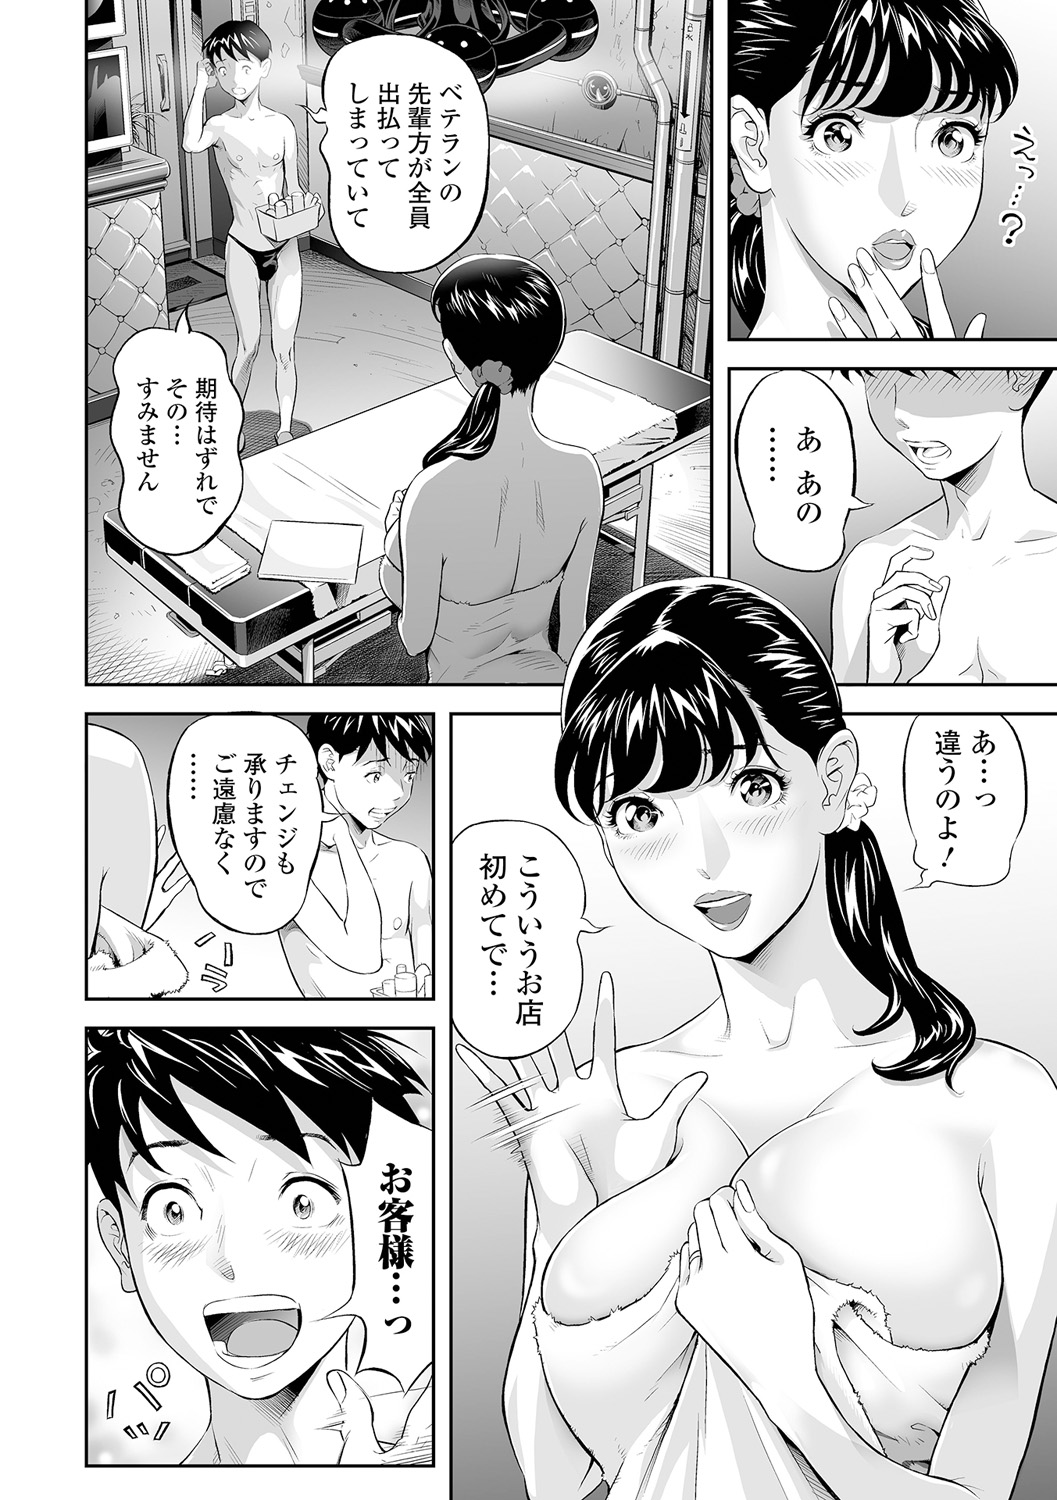 えっ…
？
あ あの
……
ベテランの
先輩方が全員
出払って
しまっていて
期待はずれで
その…
すみません
あ…っ
違うのよ！
こういうお店
初めてで…
チェンジも
承りますので
ご遠慮なく
……
お客様…っ
パッ